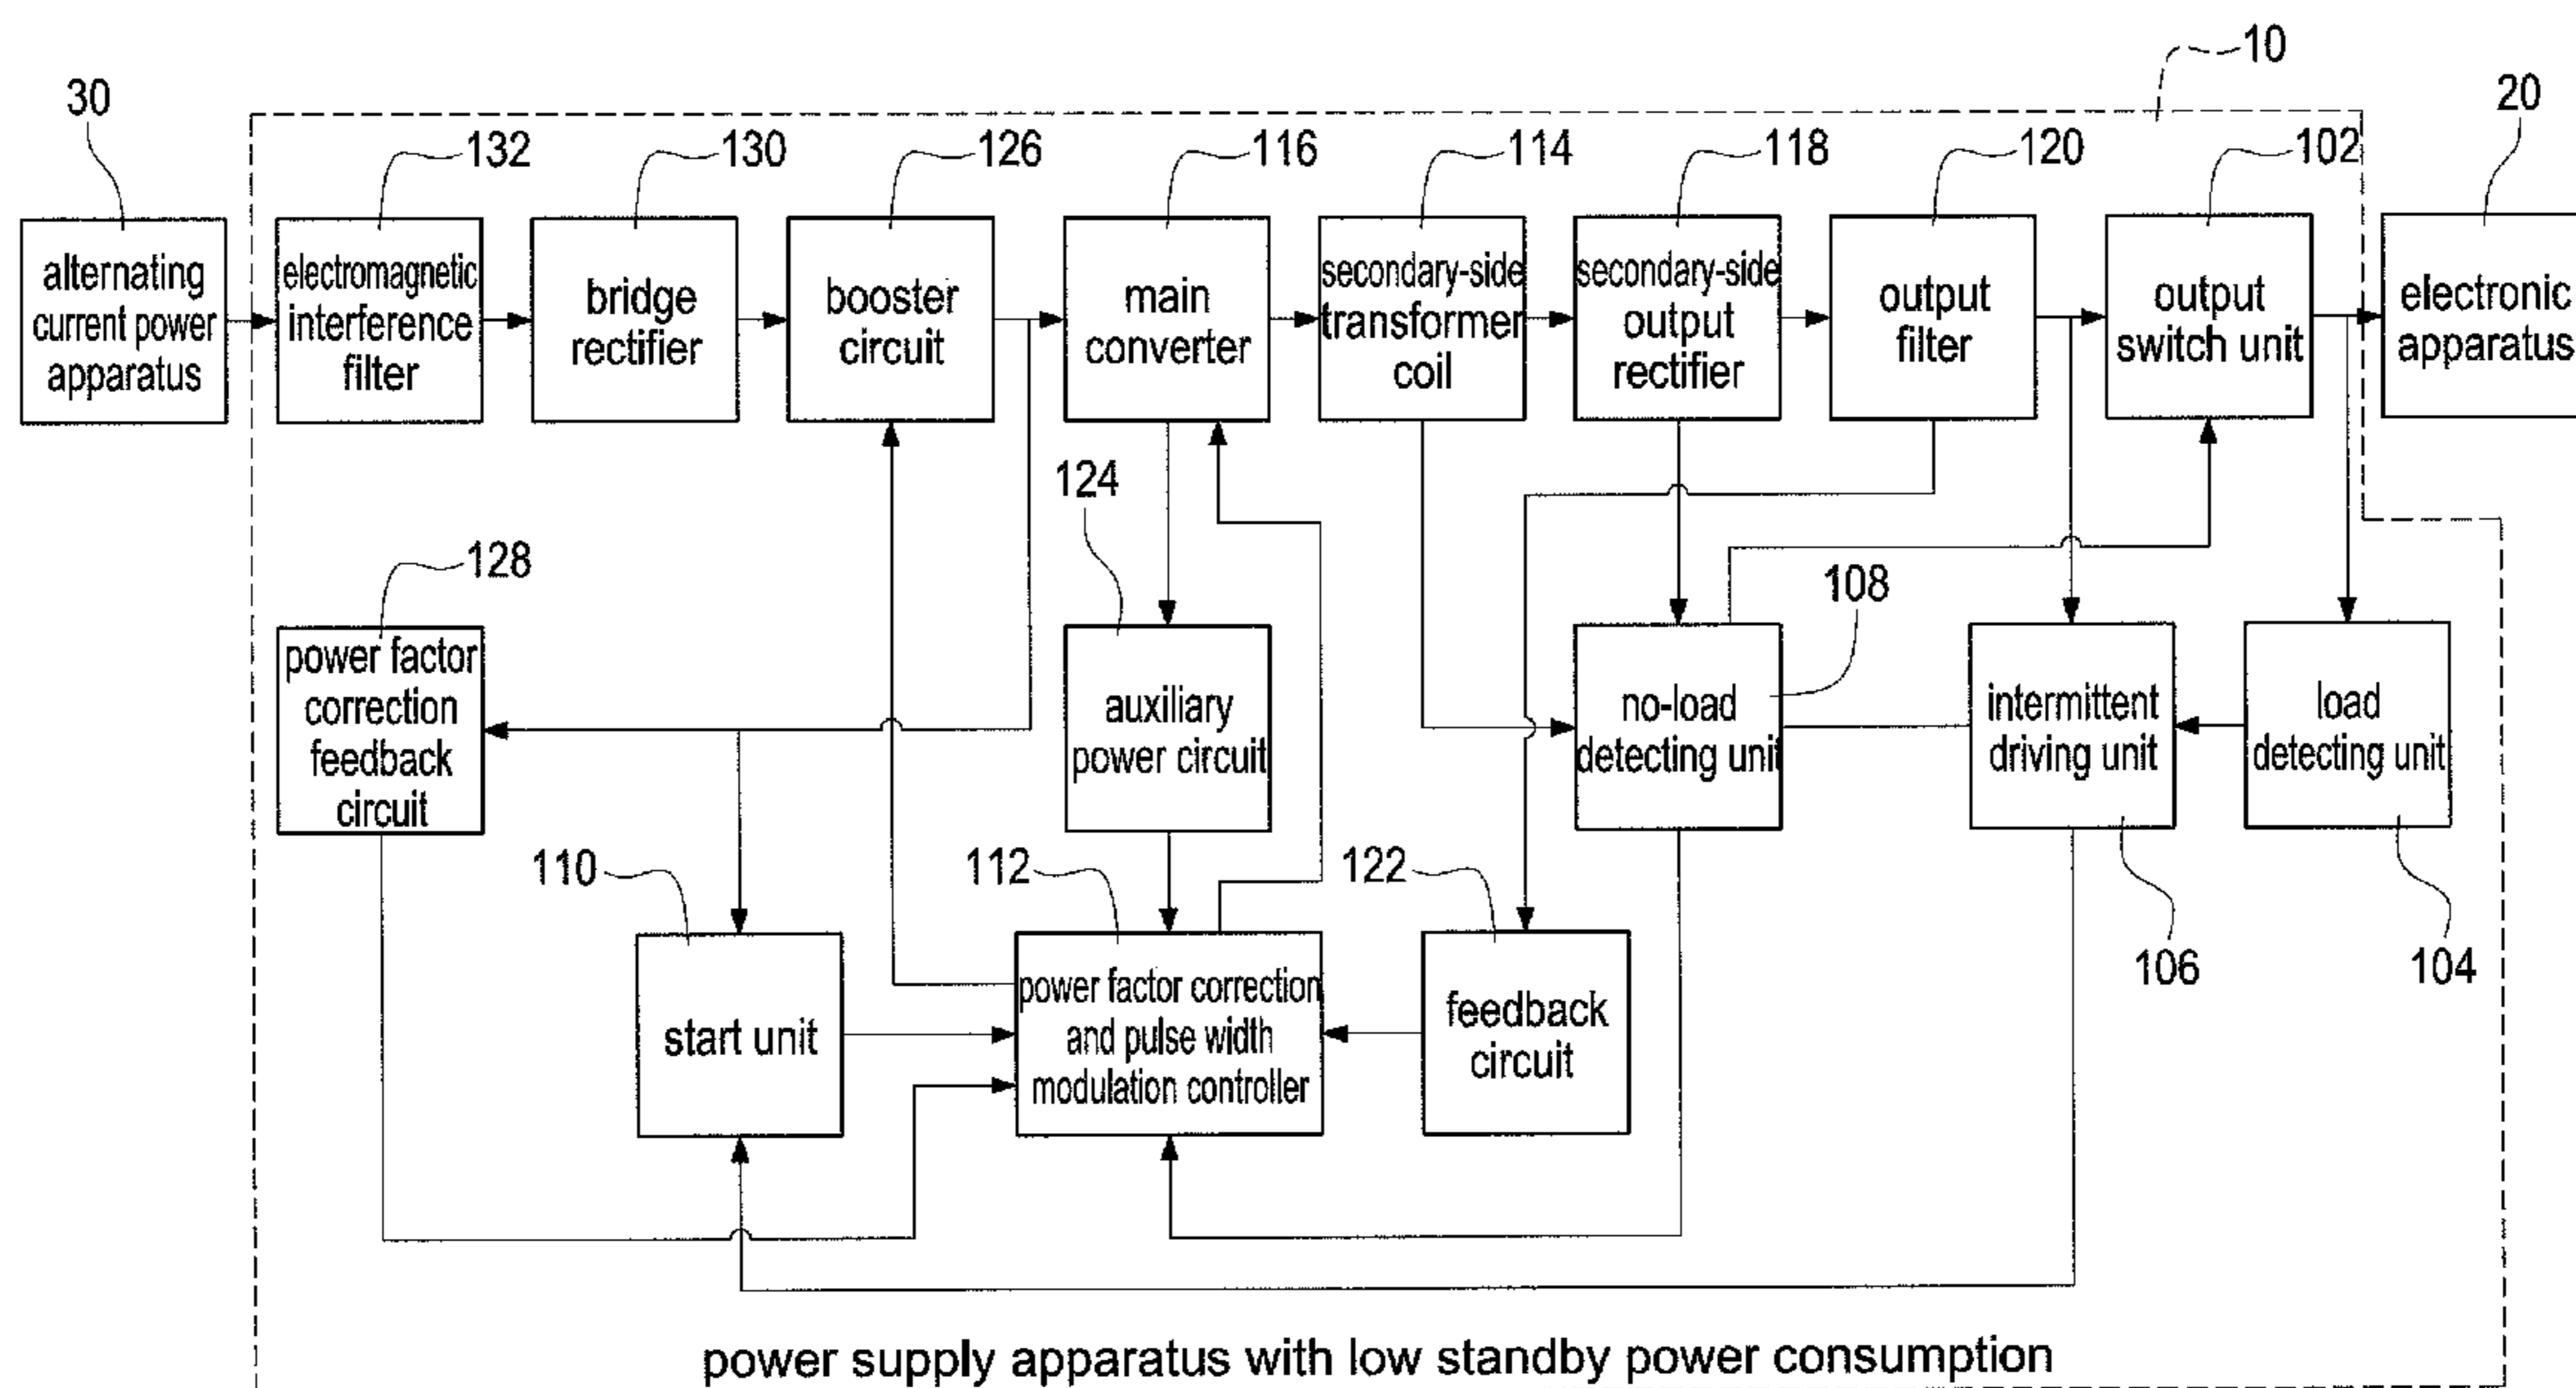 10
30
20
132
130
126
116
114
118
120
102
alternating
current power
apparatus
electromagnetic
interference
filter
bridge
rectifier
booster
circuit
main
converter
secondary-side
transformer
coil
secondary-side
output
rectifier
output
filter
output
switch unit
electronic
apparatus
124
128
108
power factor
correction
feedback
circuit
auxiliary
power circuit
no-load
detecting unit
intermittent
driving unit
load
detecting unit
110
112
122
106
104
start unit
power factor correction
and pulse width
modulation controller
feedback
circuit
power supply apparatus with low standby power consumption